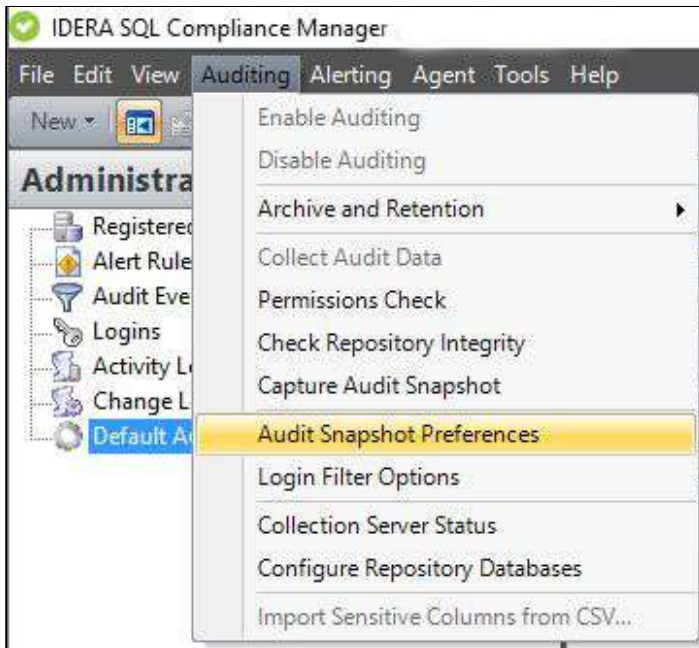 IDERA SQL Compliance Manager
File Edit View Auditing Alerting Agent Tools Help
New
Enable Auditing
Disable Auditing
Archive and Retention
Collect Audit Data
Permissions Check
Check Repository Integrity
Capture Audit Snapshot
Audit Snapshot Preferences
Login Filter Options
Collection Server Status
Configure Repository Databases
Import Sensitive Columns from CSV...
Administra
Registered
Alert Rule
Audit Eve
Logins
Activity L
Change L
Default A